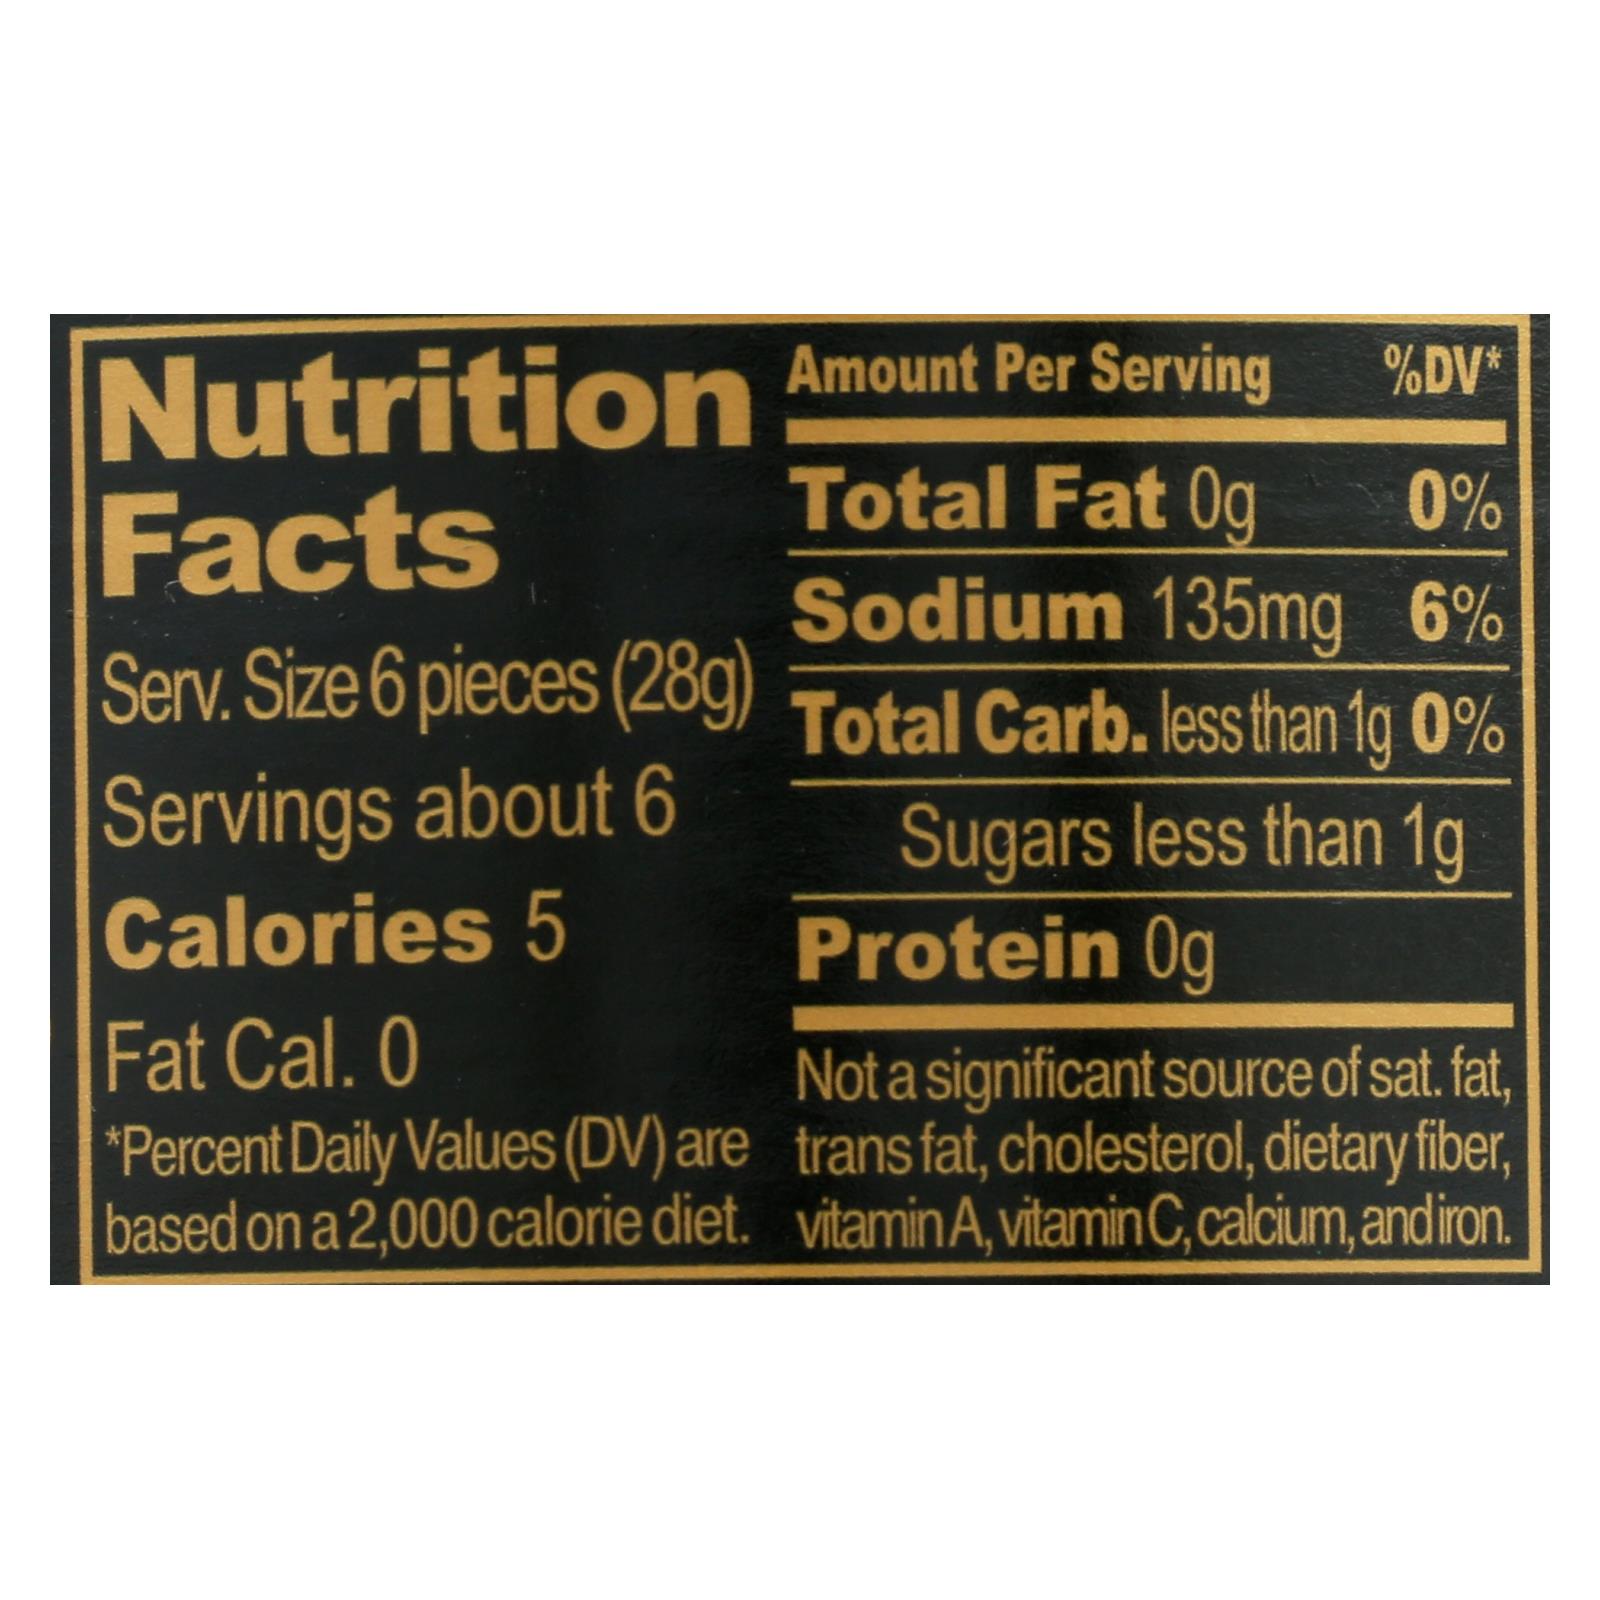 Nutrition
Facts
Serv. Size 6 pieces (28g)
Servings about 6
Calories 5
Fat Cal. 0
*Percent Daily Values (DV) are
based on a 2,000 calorie diet.
Amount Per Serving %DV*
Total Fat 0g 0%
Sodium 135mg 6%
Total Carb. less than 1g 0%
Sugars less than 1g
Protein 0g
Not a significant source of sat. fat,
trans fat, cholesterol, dietary fiber,
vitamin A, vitamin C, calcium, and iron.